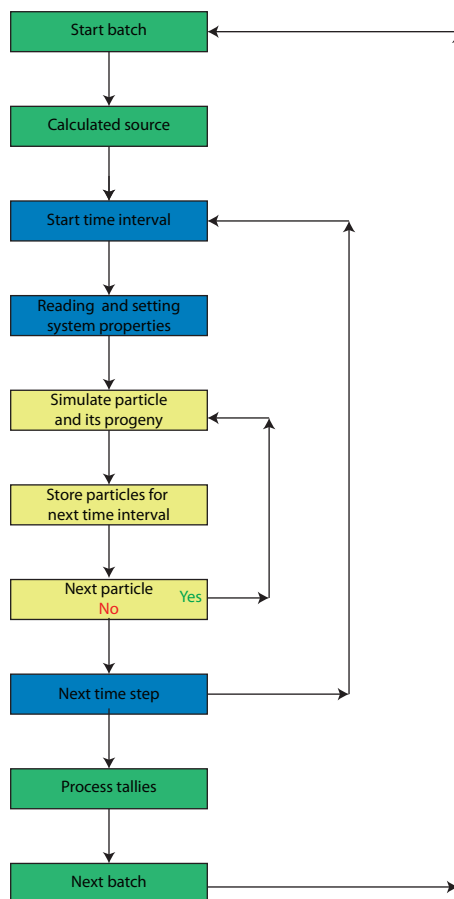 Start batch
Calculated source
Start time interval
Reading and setting
system properties
Simulate particle
and its progeny
Store particles for
next time interval
Next particle
Yes
No
Next time step
Process tallies
Next batch